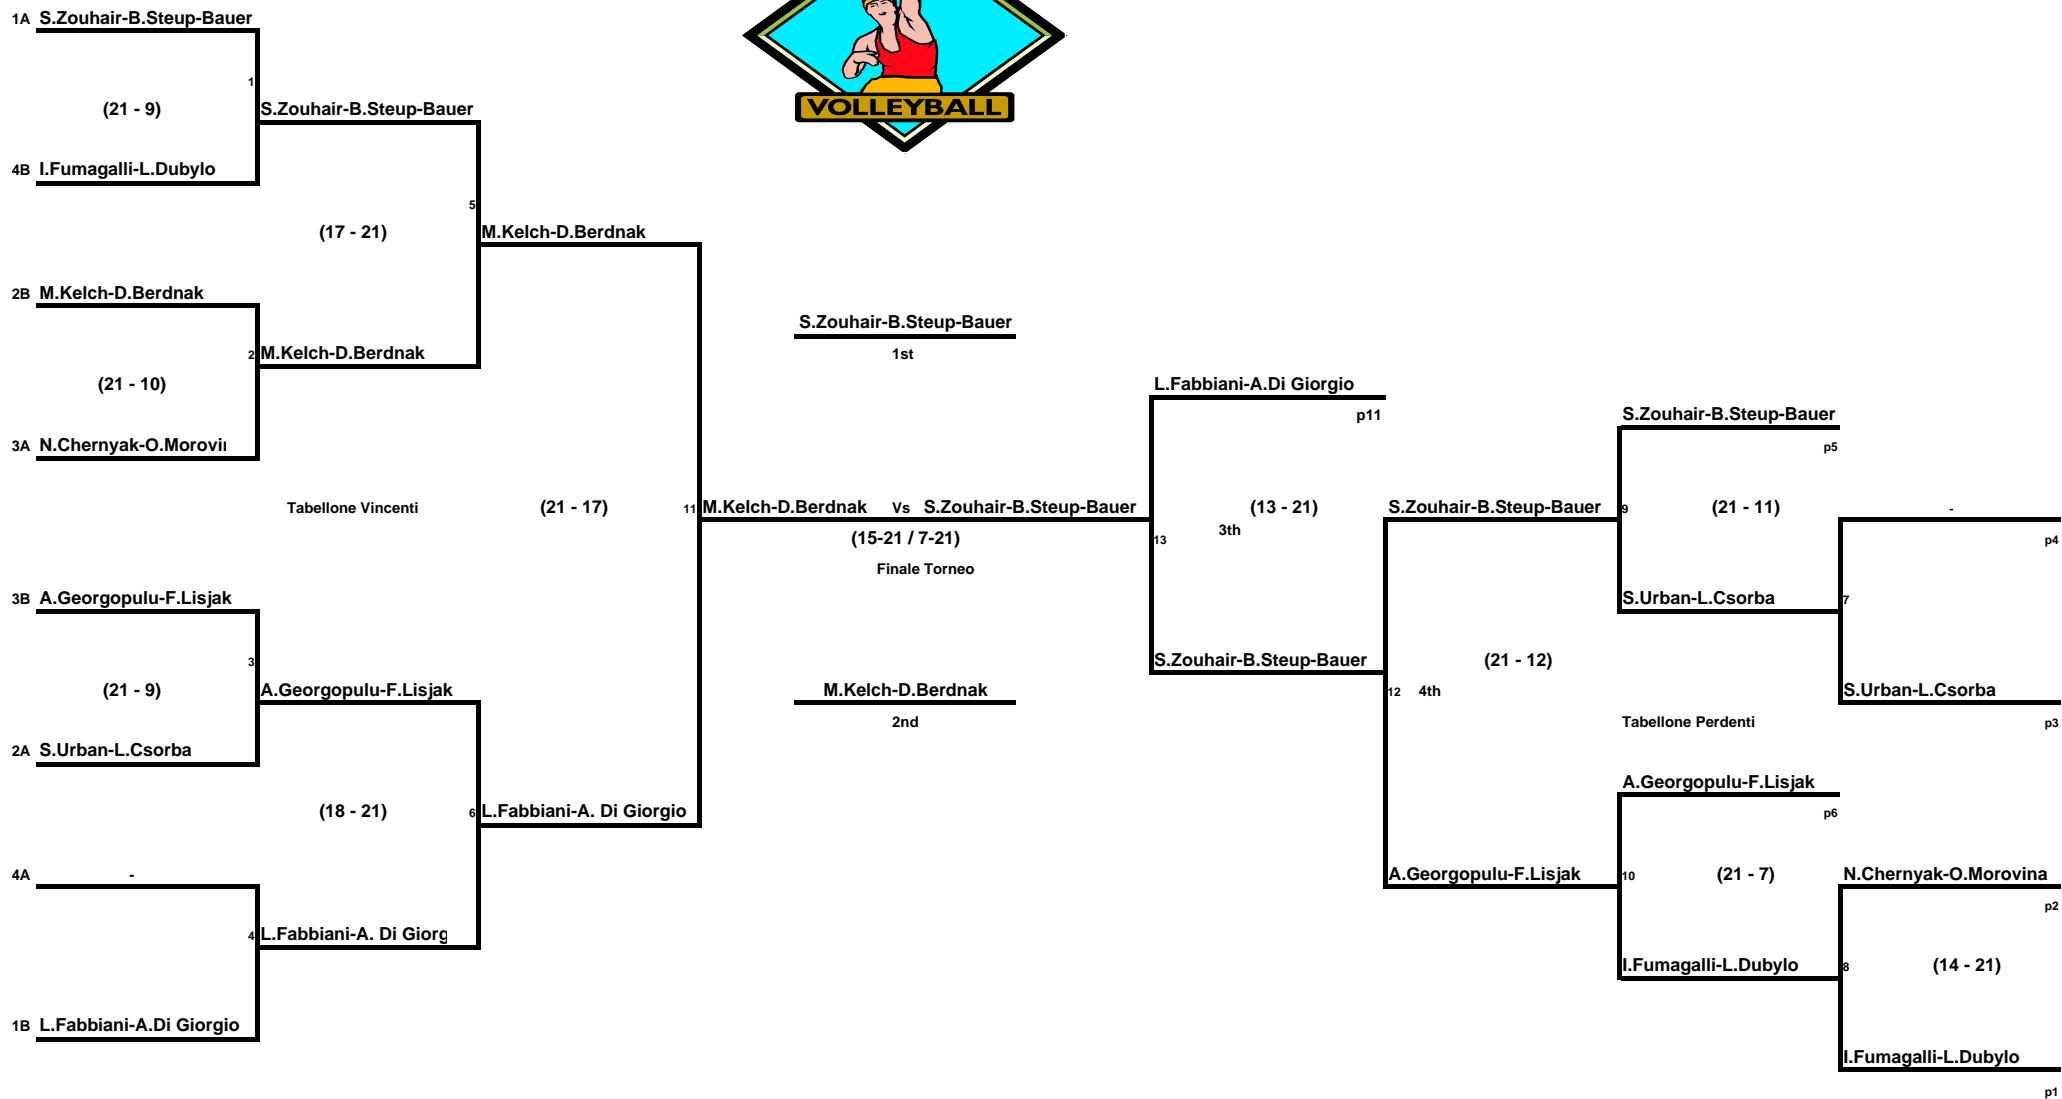 1A S.Zouhair-B.Steup-Bauer
1
(21 - 9)
S.Zouhair-B.Steup-Bauer
4B I.Fumagalli-L.Dubylo
5
(17 - 21)
M.Kelch-D.Berdnak
2B M.Kelch-D.Berdnak
2 M.Kelch-D.Berdnak
(21 - 10)
3A N.Chernyak-O.Morovi
Tabellone Vincenti
(21 - 17)
11
3B A.Georgopulu-F.Lisjak
3
(21 - 9)
A.Georgopulu-F.Lisjak
2A S.Urban-L.Csorba
(18 - 21)
6 L.Fabbiani-A. Di Giorgio
4A -
4 L.Fabbiani-A. Di Giorg
1B L.Fabbiani-A.Di Giorgio
VOLLEYBALL
S.Zouhair-B.Steup-Bauer
1st
M.Kelch-D.Berdnak Vs S.Zouhair-B.Steup-Bauer
(15-21 / 7-21)
Finale Torneo
M.Kelch-D.Berdnak
2nd
L.Fabbiani-A.Di Giorgio
p11
(13 - 21)
13
3th
S.Zouhair-B.Steup-Bauer
S.Zouhair-B.Steup-Bauer
(21 - 12)
12 4th
A.Georgopulu-F.Lisjak
S.Zouhair-B.Steup-Bauer
p5
9
(21 - 11)
S.Urban-L.Csorba
-
p4
7
S.Urban-L.Csorba
p3
Tabellone Perdenti
A.Georgopulu-F.Lisjak
p6
10
(21 - 7)
I.Fumagalli-L.Dubylo
N.Chernyak-O.Morovina
p2
8
(14 - 21)
I.Fumagalli-L.Dubylo
p1